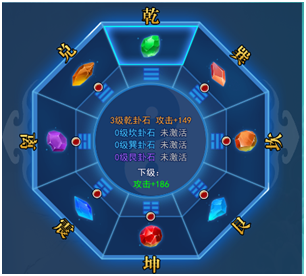 乾
兑
巽
坎
3级乾卦石 攻击+149
0级坎卦石 未激活
0级巽卦石 未激活
0级艮卦石 未激活
下级:
攻击+186
震
艮
坤